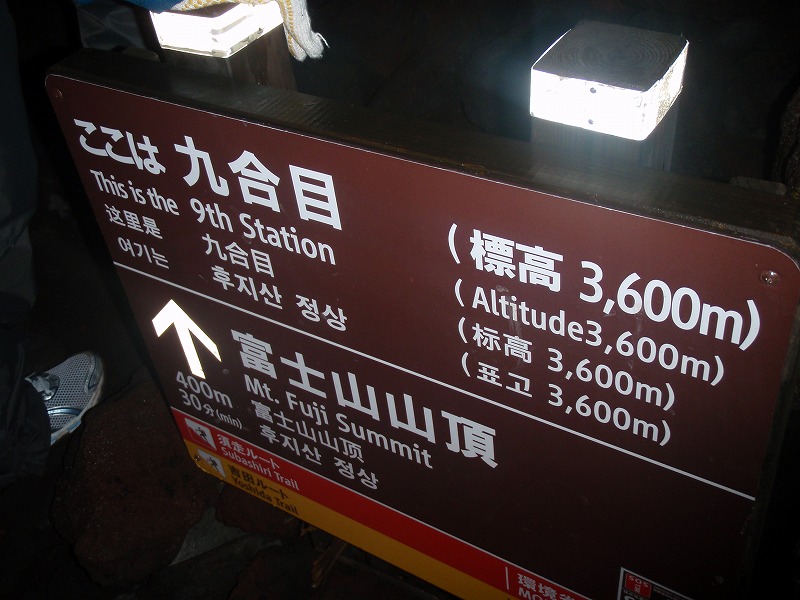 ここは 九合目 (標高 3,600m)
This is the 9th Station (Altitude3,600m)
这里是 九合目 (标高 3,600m)
여기는 후지산 정상 (표고 3,600m)
富士山山頂
Mt. Fuji Summit
400m 富士山山顶
30分(min) 후지산 정상
須走ルート
Subashiri Trail
吉田ルート
Yoshida Trail
環境
SOS